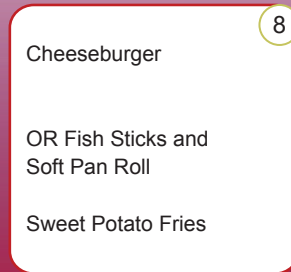 8
Cheeseburger
OR Fish Sticks and
Soft Pan Roll
Sweet Potato Fries